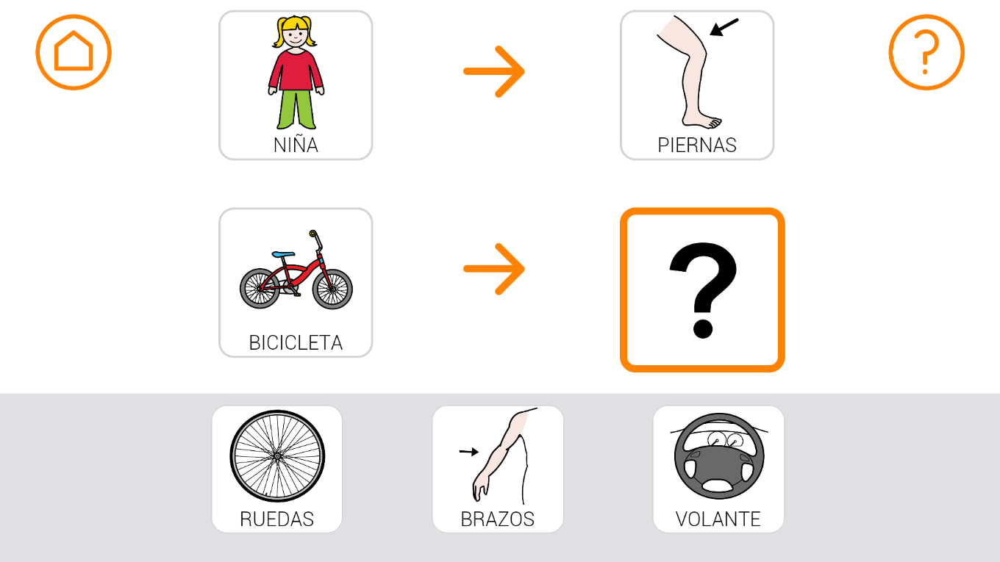 NIÑA
PIERNAS
BICICLETA
?
RUEDAS
BRAZOS
VOLANTE